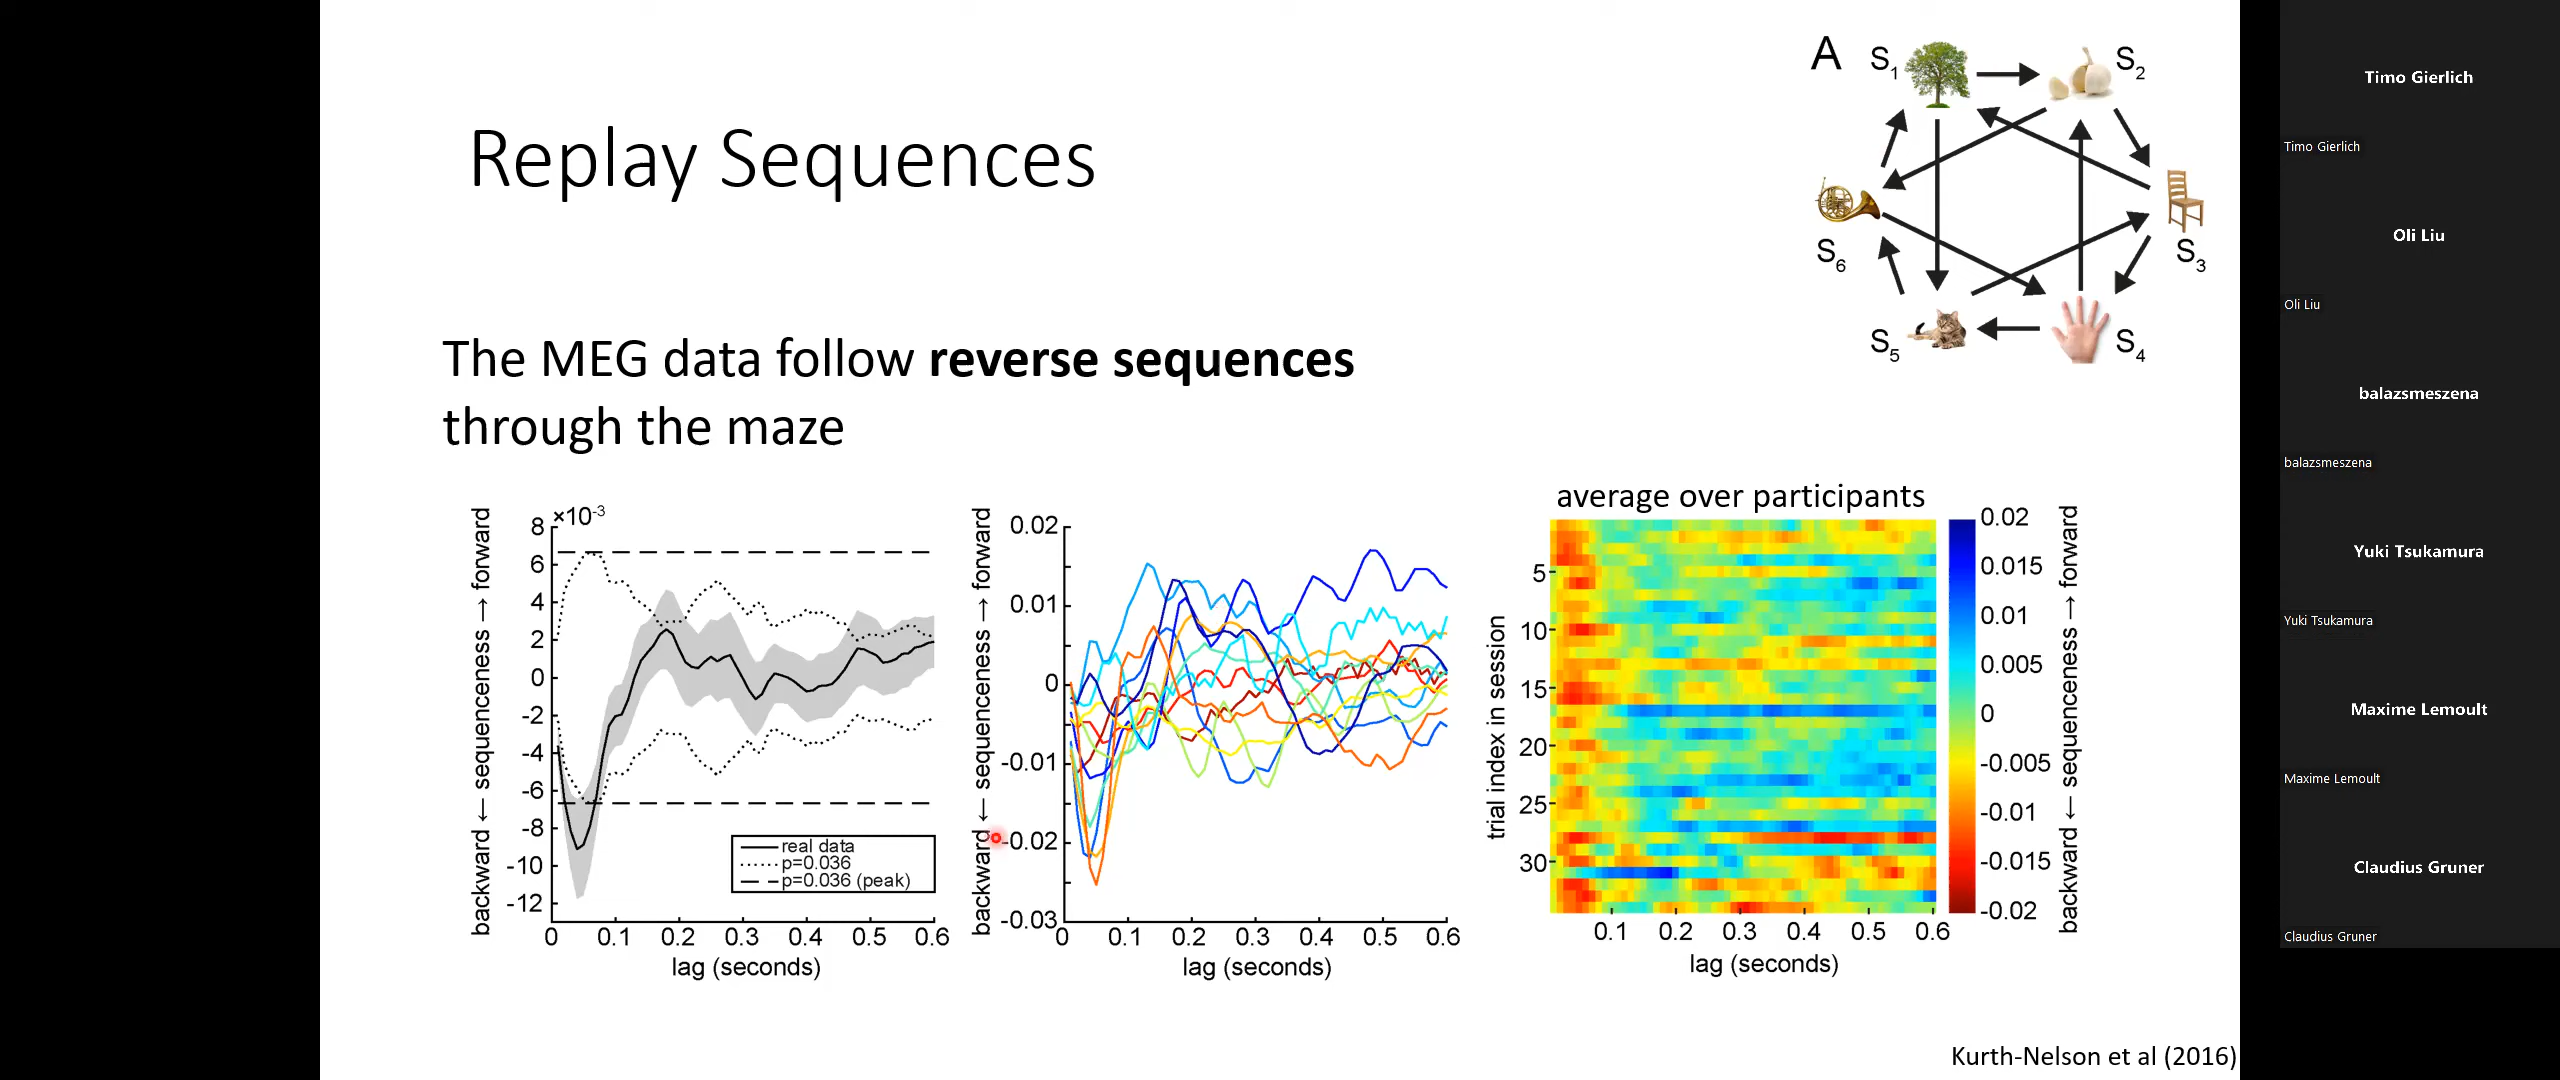 A
S1
S2
S3
S4
S5
S6
Replay Sequences
The MEG data follow reverse sequences
through the maze
backward ← sequenceness → forward
×10-3
8
6
4
2
0
-2
-4
-6
-8
-10
-12
real data
p=0.036
p=0.036 (peak)
0 0.1 0.2 0.3 0.4 0.5 0.6
lag (seconds)
backward ← sequenceness → forward
0.02
0.01
0
-0.01
-0.02
-0.03
0 0.1 0.2 0.3 0.4 0.5 0.6
lag (seconds)
average over participants
trial index in session
5
10
15
20
25
30
0.1 0.2 0.3 0.4 0.5 0.6
lag (seconds)
0.02
0.015
0.01
0.005
0
-0.005
-0.01
-0.015
-0.02
backward ← sequenceness → forward
Kurth-Nelson et al (2016)
Timo Gierlich
Timo Gierlich
Oli Liu
Oli Liu
balazsmeszena
balazsmeszena
Yuki Tsukamura
Yuki Tsukamura
Maxime Lemoult
Maxime Lemoult
Claudius Gruner
Claudius Gruner